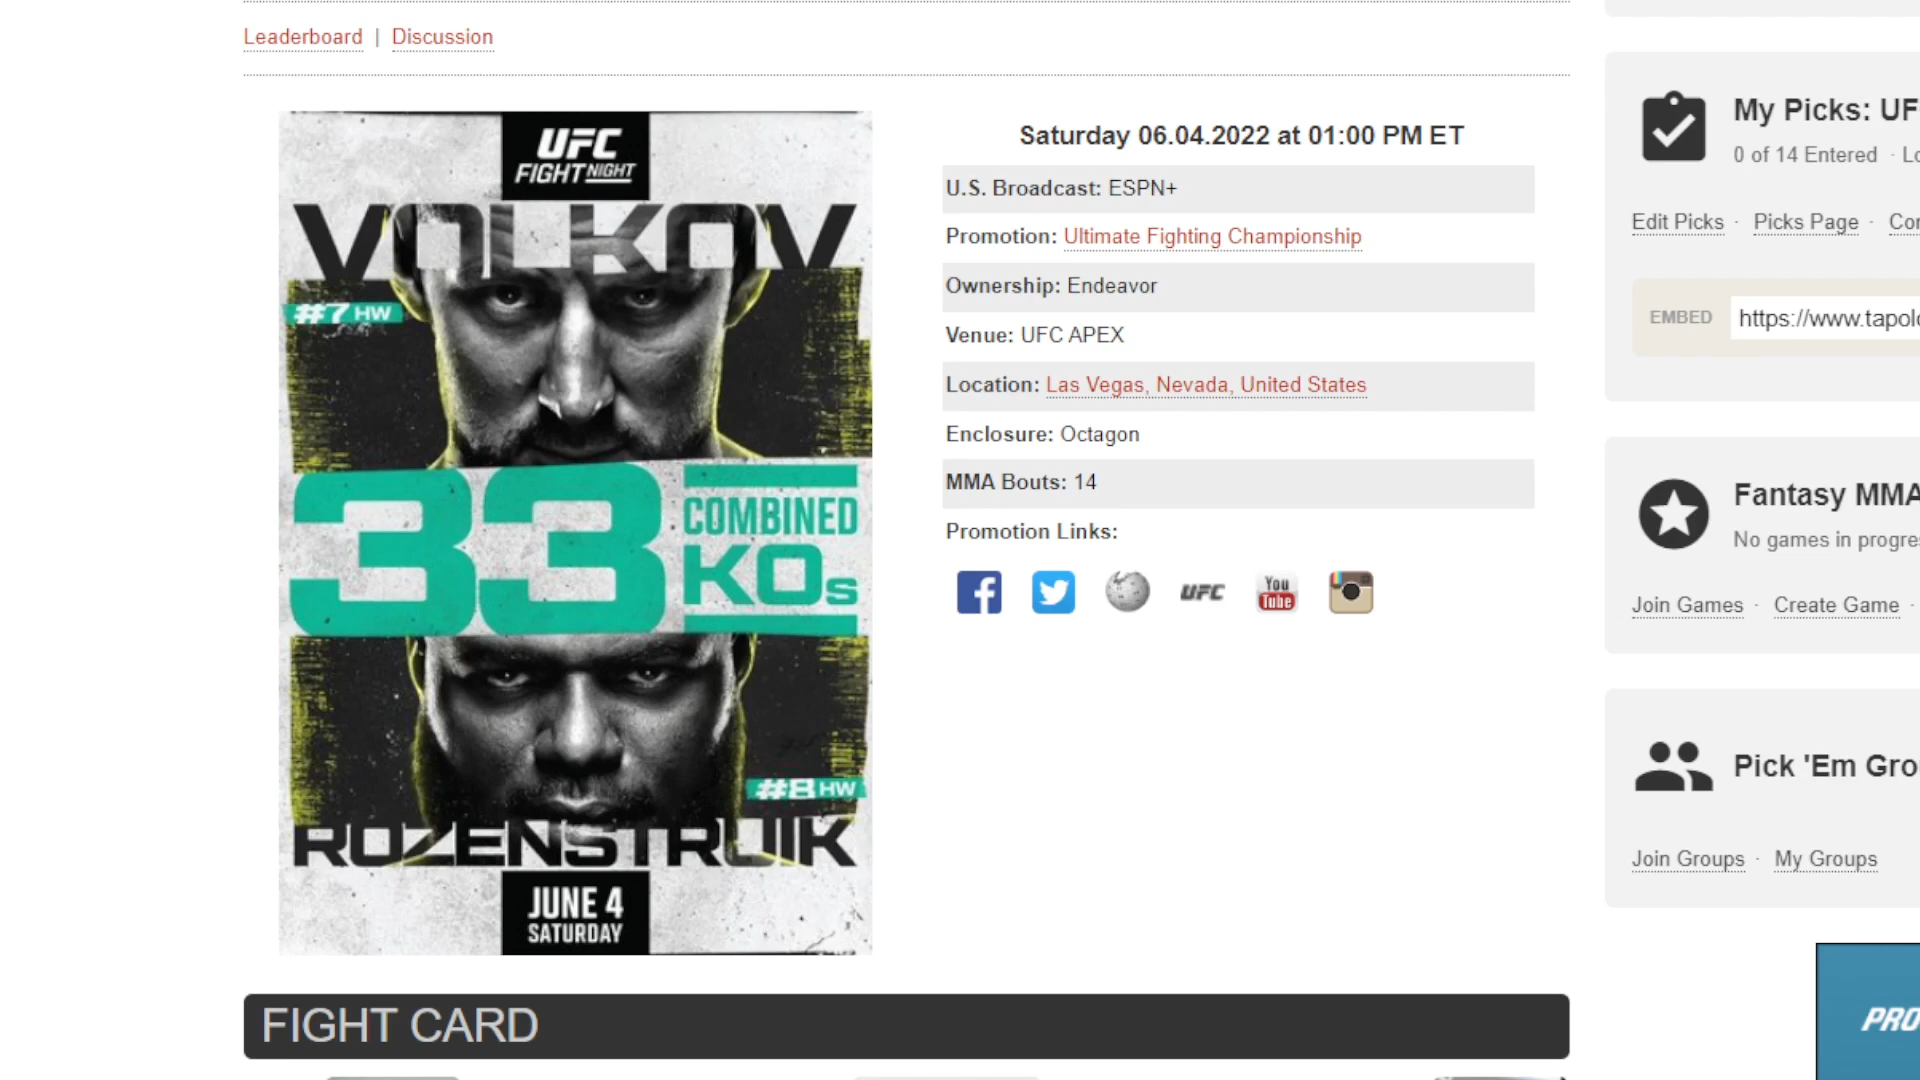 Leaderboard | Discussion
UFC
FIGHT NIGHT
VOLKOV
#7 HW
33 COMBINED
KOs
#8 HW
ROZENSTRUIK
JUNE 4
SATURDAY
Saturday 06.04.2022 at 01:00 PM ET
U.S. Broadcast: ESPN+
Promotion: Ultimate Fighting Championship
Ownership: Endeavor
Venue: UFC APEX
Location: Las Vegas, Nevada, United States
Enclosure: Octagon
MMA Bouts: 14
Promotion Links:
UFC
You
Tube
FIGHT CARD
My Picks: UF
0 of 14 Entered · Lo
Edit Picks · Picks Page · Cor
EMBED https://www.tapolo
Fantasy MMA
No games in progre
Join Games · Create Game ·
Pick 'Em Gro
Join Groups · My Groups
PRO